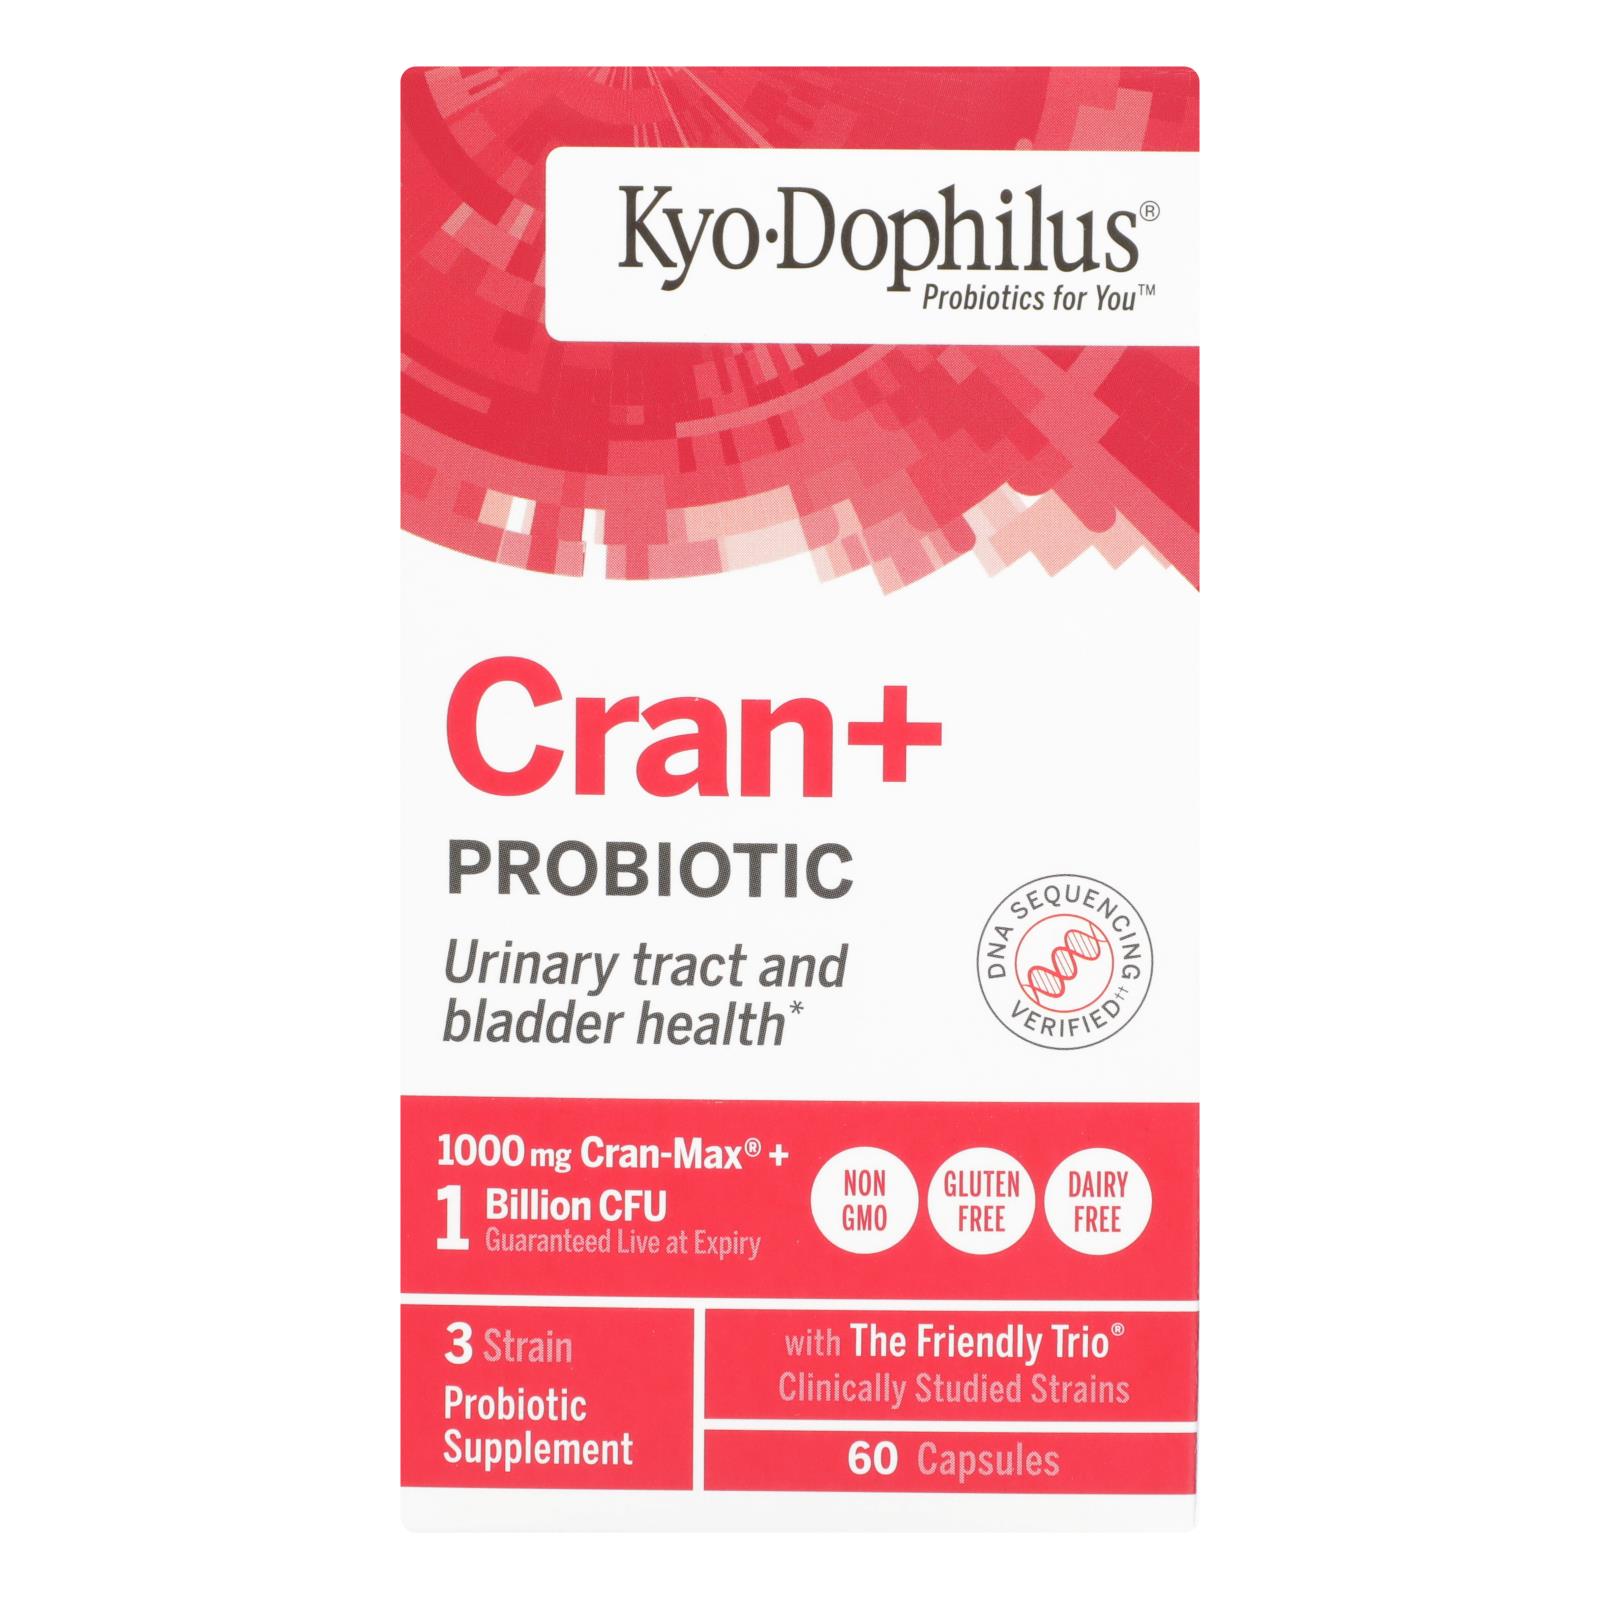 Kyo·Dophilus®
Probiotics for You™
Cran+
PROBIOTIC
Urinary tract and
bladder health*
DNA SEQUENCING
VERIFIED††
1000 mg Cran-Max® +
1 Billion CFU
Guaranteed Live at Expiry
NON
GMO
GLUTEN
FREE
DAIRY
FREE
3 Strain
Probiotic
Supplement
with The Friendly Trio®
Clinically Studied Strains
60 Capsules